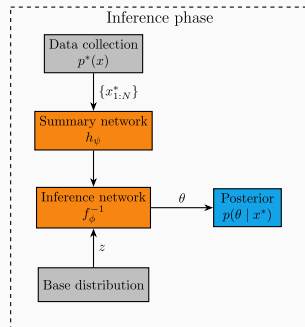 Inference phase
Data collection
p*(x)
{x*₁:N}
Summary network
hψ
Inference network
f⁻¹ϕ
θ
Posterior
p(θ | x*)
z
Base distribution